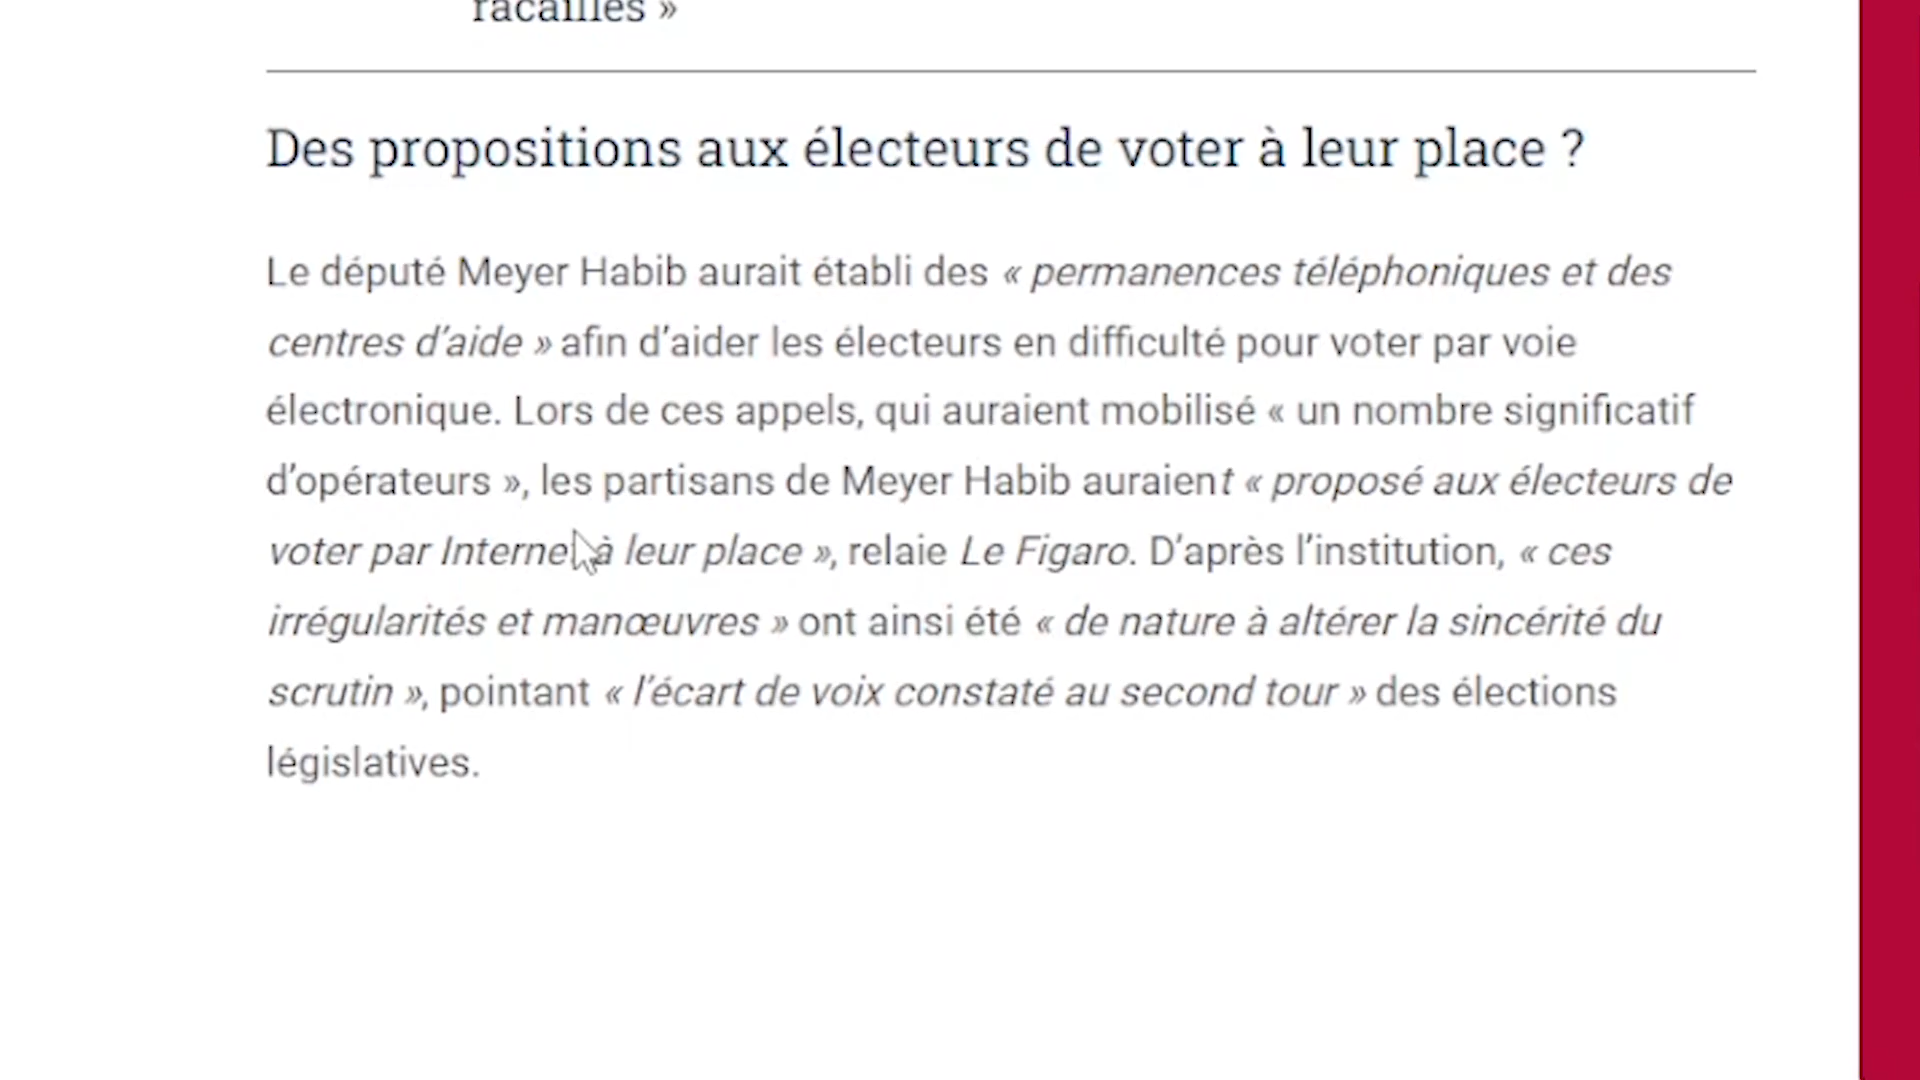 racailles »
Des propositions aux électeurs de voter à leur place ?
Le député Meyer Habib aurait établi des « permanences téléphoniques et des
centres d’aide » afin d’aider les électeurs en difficulté pour voter par voie
électronique. Lors de ces appels, qui auraient mobilisé « un nombre significatif
d’opérateurs », les partisans de Meyer Habib auraient « proposé aux électeurs de
voter par Internet à leur place », relaie Le Figaro. D’après l’institution, « ces
irrégularités et manœuvres » ont ainsi été « de nature à altérer la sincérité du
scrutin », pointant « l’écart de voix constaté au second tour » des élections
législatives.